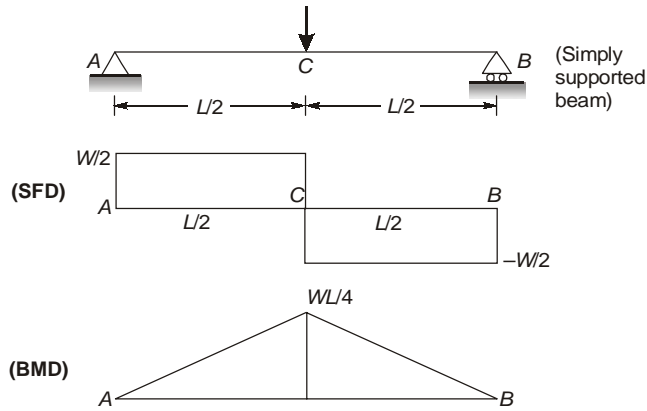 A C B (Simply
supported
beam)
L/2 L/2
W/2
(SFD)
A C B
L/2 L/2
–W/2
WL/4
(BMD)
A B